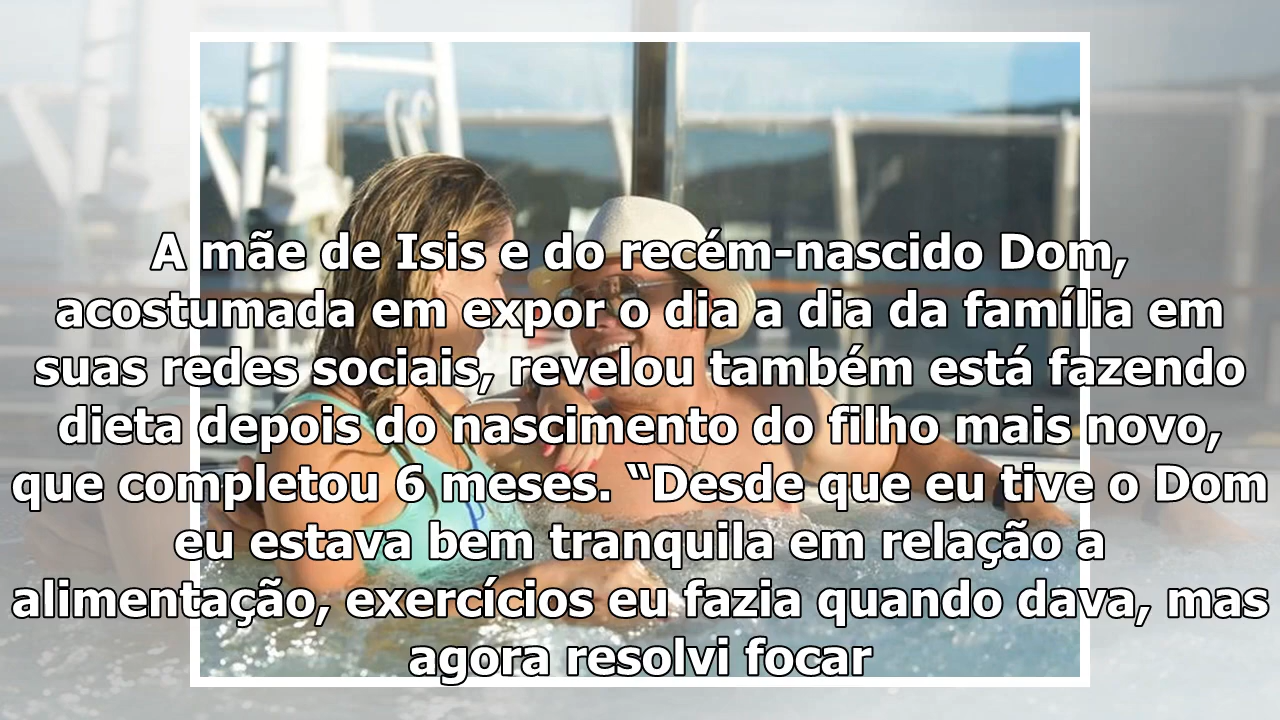 A mãe de Isis e do recém-nascido Dom,
acostumada em expor o dia a dia da família em
suas redes sociais, revelou também está fazendo
dieta depois do nascimento do filho mais novo,
que completou 6 meses. “Desde que eu tive o Dom
eu estava bem tranquila em relação a
alimentação, exercícios eu fazia quando dava, mas
agora resolvi focar